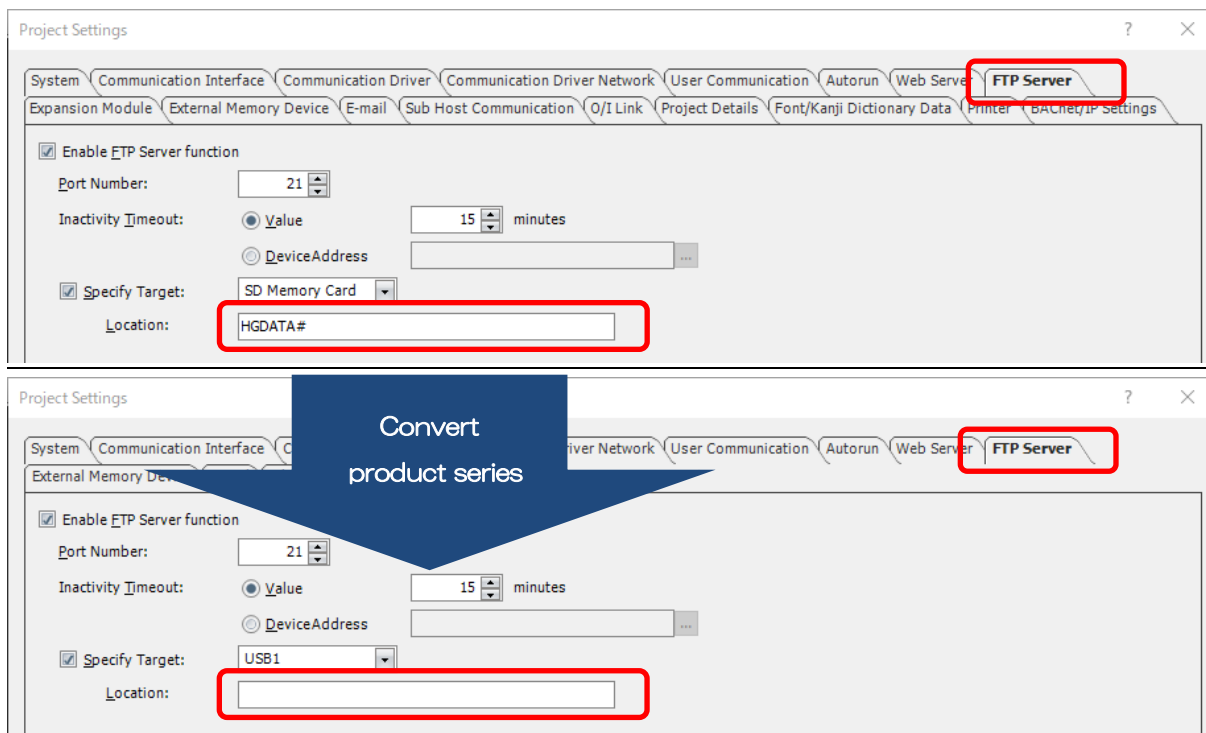 Project Settings ?
System Communication Interface Communication Driver Communication Driver Network User Communication Autorun Web Server FTP Server
Expansion Module External Memory Device E-mail Sub Host Communication O/I Link Project Details Font/Kanji Dictionary Data Printer BACnet/IP Settings
Enable FTP Server function
Port Number: 21
Inactivity Timeout: Value 15 minutes
DeviceAddress ...
Specify Target: SD Memory Card
Location: HGDATA#
Project Settings ?
Convert
product series
System Communication Interface Network User Communication Autorun Web Server FTP Server
External Memory
Enable FTP Server function
Port Number: 21
Inactivity Timeout: Value 15 minutes
DeviceAddress ...
Specify Target: USB1
Location: